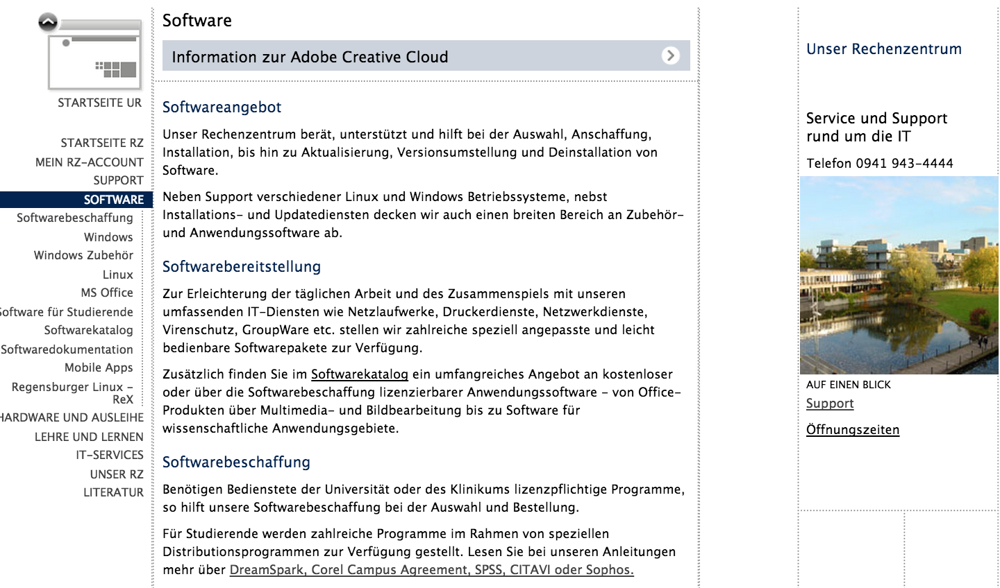 STARTSEITE UR
STARTSEITE RZ
MEIN RZ-ACCOUNT
SUPPORT
SOFTWARE
Softwarebeschaffung
Windows
Windows Zubehör
Linux
MS Office
Software für Studierende
Softwarekatalog
Softwaredokumentation
Mobile Apps
Regensburger Linux -
ReX
HARDWARE UND AUSLEIHE
LEHRE UND LERNEN
IT-SERVICES
UNSER RZ
LITERATUR
Software
Information zur Adobe Creative Cloud
Softwareangebot
Unser Rechenzentrum berät, unterstützt und hilft bei der Auswahl, Anschaffung,
Installation, bis hin zu Aktualisierung, Versionsumstellung und Deinstallation von
Software.
Neben Support verschiedener Linux und Windows Betriebssysteme, nebst
Installations- und Updatediensten decken wir auch einen breiten Bereich an Zubehör-
und Anwendungssoftware ab.
Softwarebereitstellung
Zur Erleichterung der täglichen Arbeit und des Zusammenspiels mit unseren
umfassenden IT-Diensten wie Netzlaufwerke, Druckerdienste, Netzwerkdienste,
Virenschutz, GroupWare etc. stellen wir zahlreiche speziell angepasste und leicht
bedienbare Softwarepakete zur Verfügung.
Zusätzlich finden Sie im Softwarekatalog ein umfangreiches Angebot an kostenloser
oder über die Softwarebeschaffung lizenzierbarer Anwendungssoftware - von Office-
Produkten über Multimedia- und Bildbearbeitung bis zu Software für
wissenschaftliche Anwendungsgebiete.
Softwarebeschaffung
Benötigen Bedienstete der Universität oder des Klinikums lizenzpflichtige Programme,
so hilft unsere Softwarebeschaffung bei der Auswahl und Bestellung.
Für Studierende werden zahlreiche Programme im Rahmen von speziellen
Distributionsprogrammen zur Verfügung gestellt. Lesen Sie bei unseren Anleitungen
mehr über DreamSpark, Corel Campus Agreement, SPSS, CITAVI oder Sophos.
Unser Rechenzentrum
Service und Support
rund um die IT
Telefon 0941 943-4444
AUF EINEN BLICK
Support
Öffnungszeiten